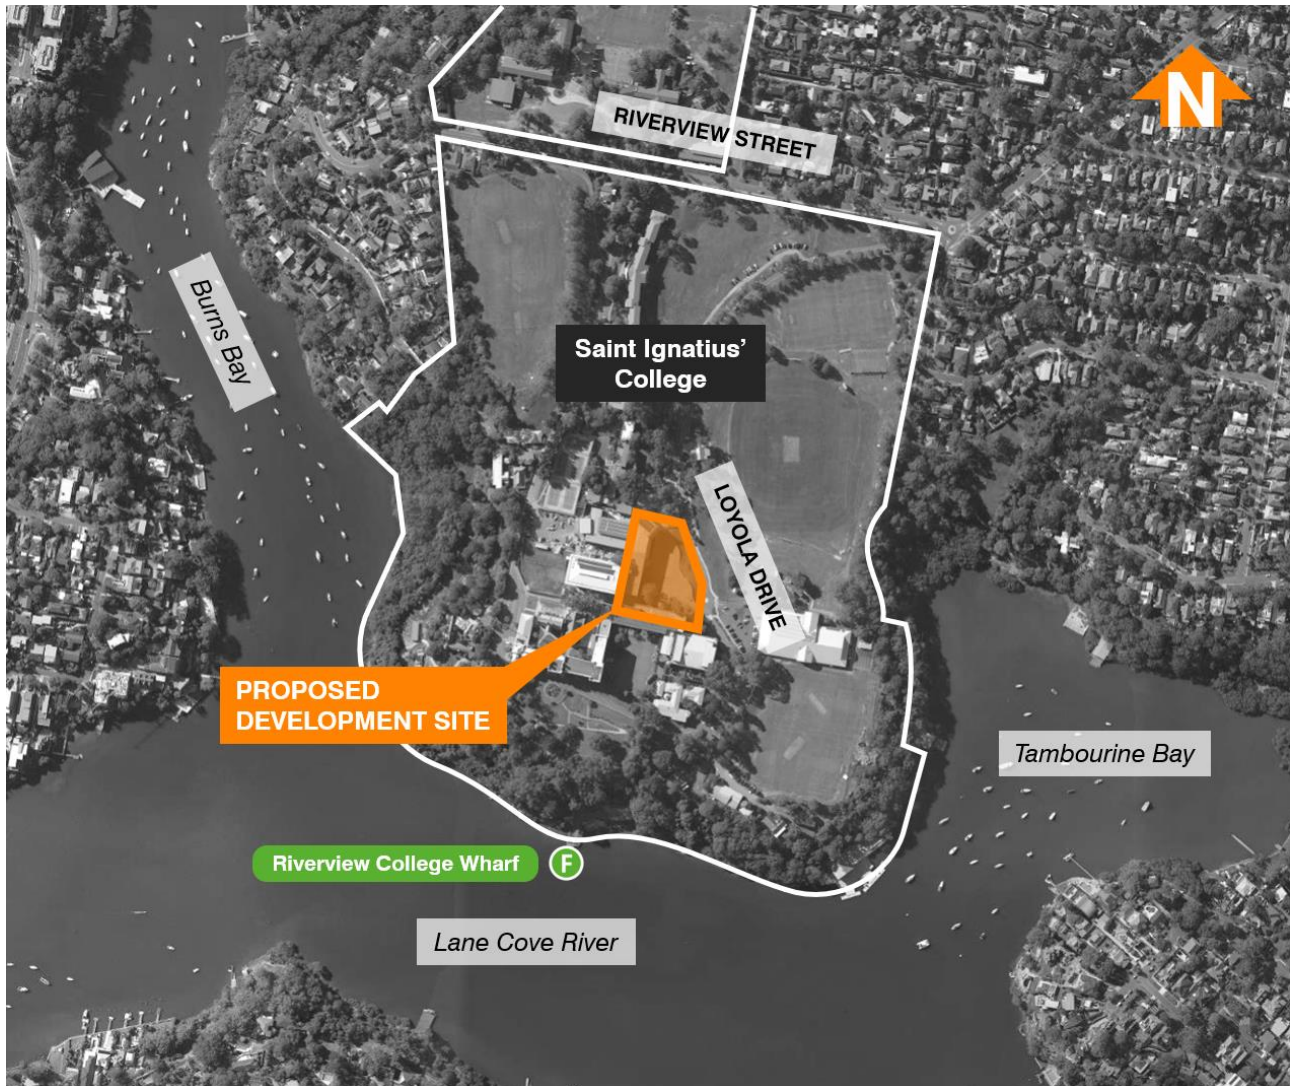 RIVERVIEW STREET
N
Burns Bay
Saint Ignatius’
College
LOYOLA DRIVE
PROPOSED
DEVELOPMENT SITE
Tambourine Bay
Riverview College Wharf
F
Lane Cove River